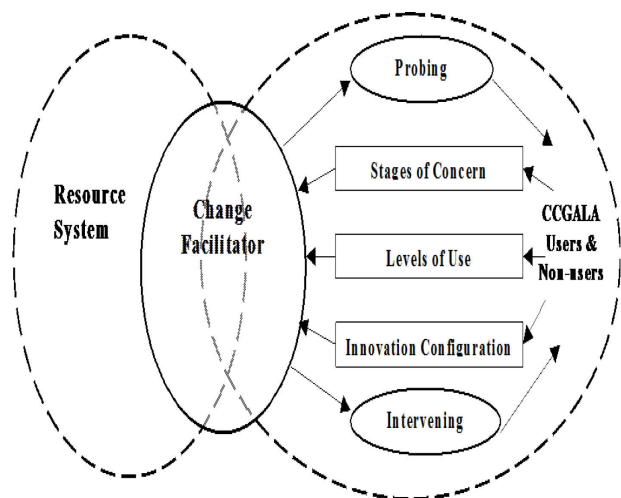 Probing
Stages of Concern
Resource
System
Change
Facilitator
CCGALA
Users &
Non-users
Levels of Use
Innovation Configuration
Intervening